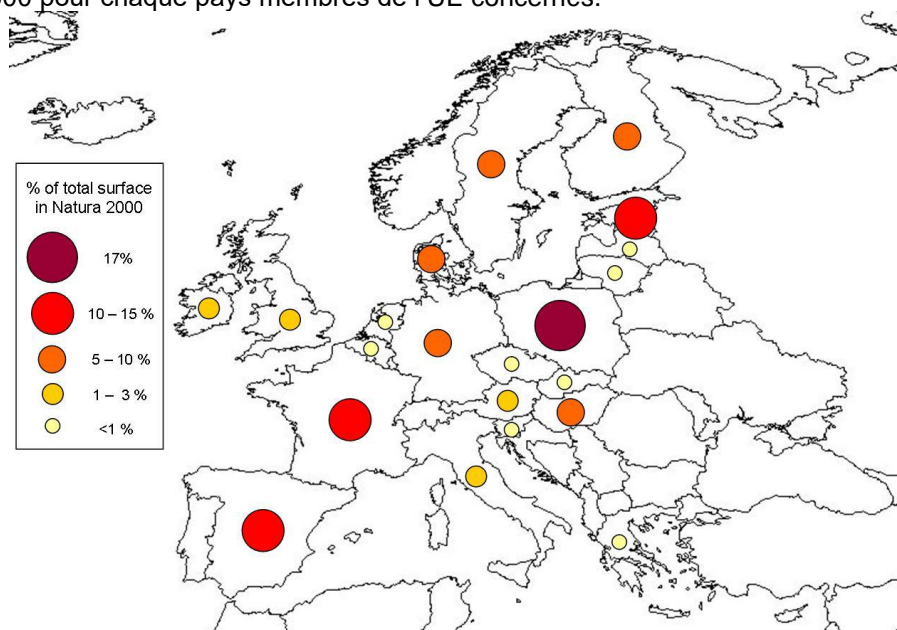 pour chaque pays membres de l'UE concernés.
% of total surface
in Natura 2000
17%
10 – 15 %
5 – 10 %
1 – 3 %
<1 %